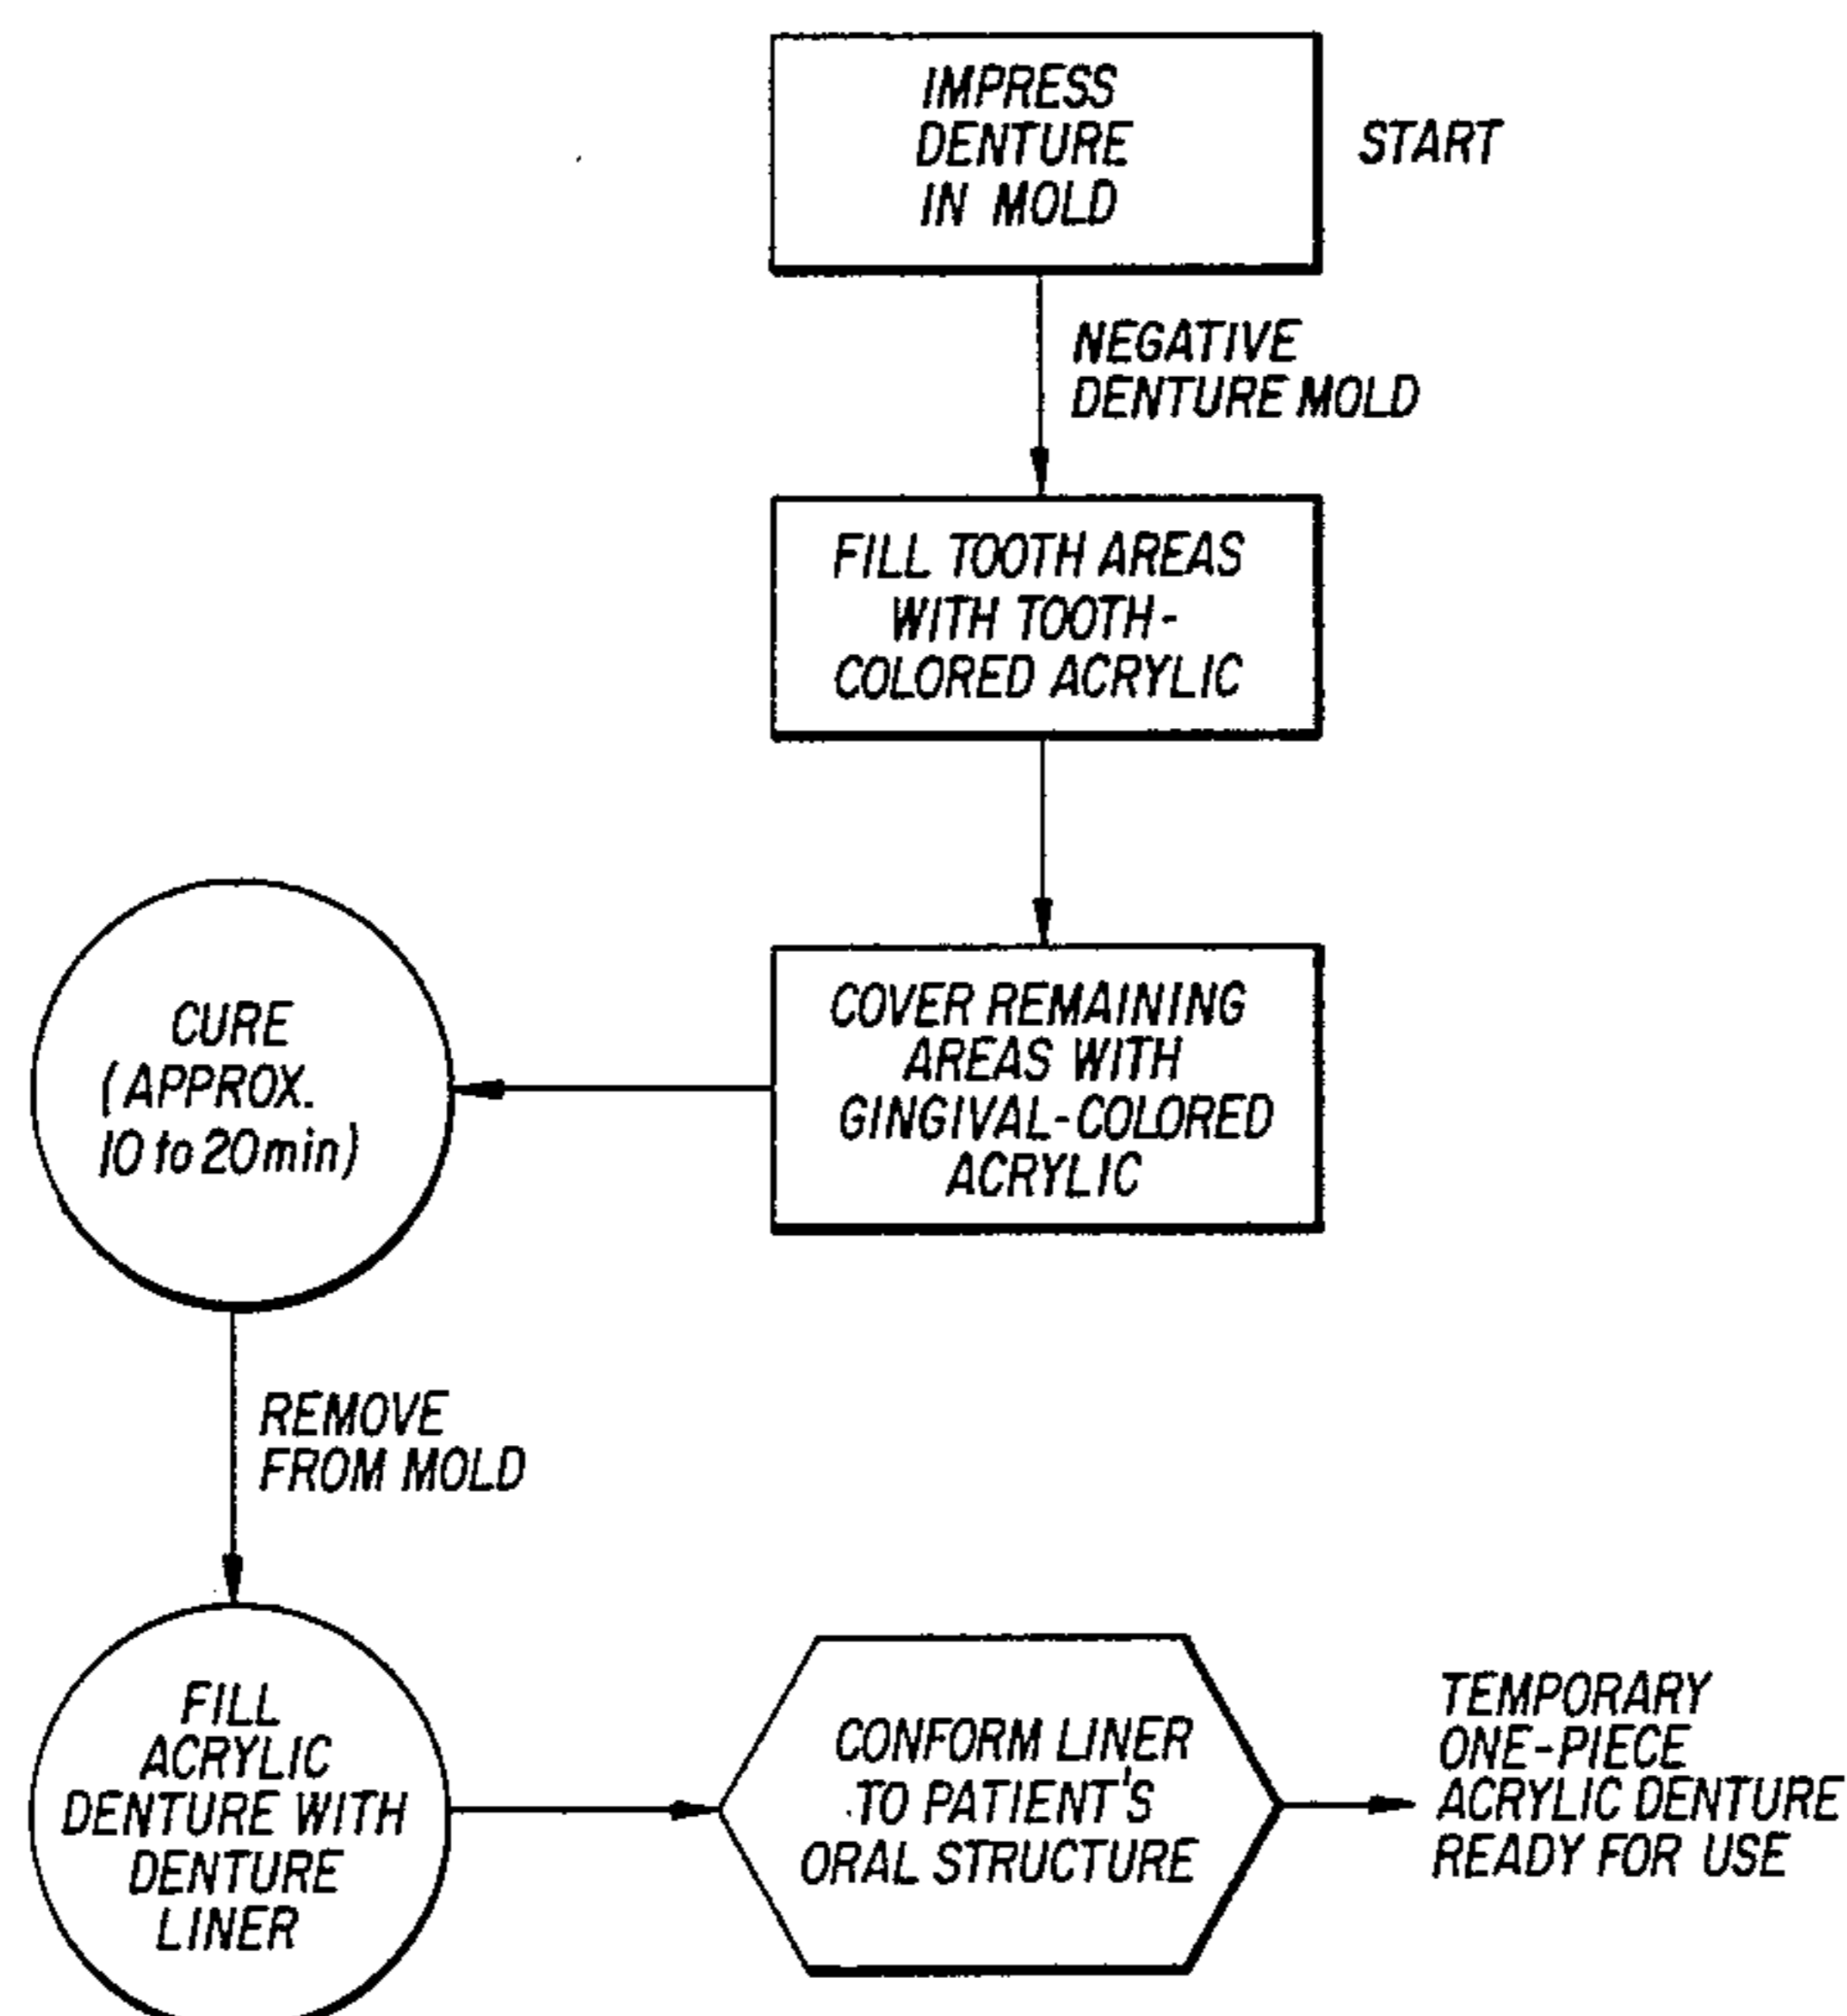 IMPRESS
DENTURE
IN MOLD
START
NEGATIVE
DENTURE MOLD
FILL TOOTH AREAS
WITH TOOTH-
COLORED ACRYLIC
COVER REMAINING
AREAS WITH
GINGIVAL-COLORED
ACRYLIC
CURE
(APPROX.
10 to 20 min)
REMOVE
FROM MOLD
FILL
ACRYLIC
DENTURE WITH
DENTURE
LINER
CONFORM LINER
TO PATIENT'S
ORAL STRUCTURE
TEMPORARY
ONE-PIECE
ACRYLIC DENTURE
READY FOR USE